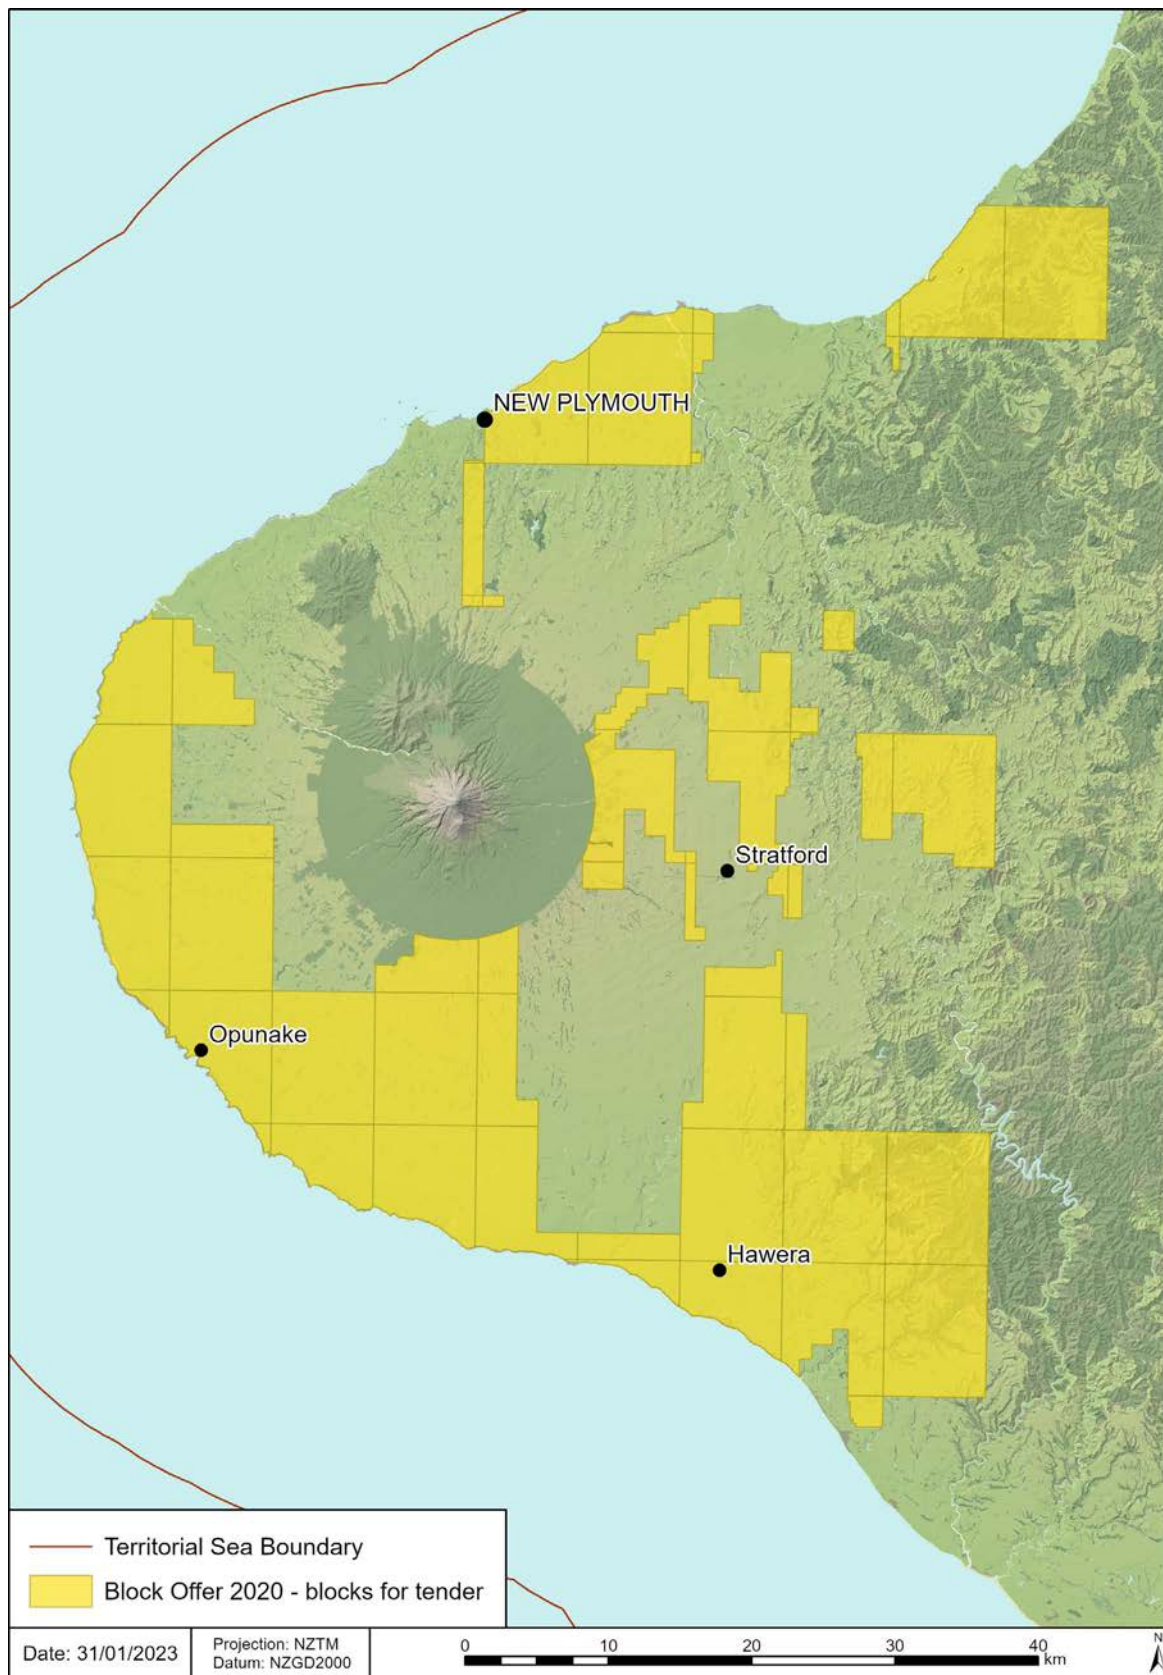 NEW PLYMOUTH
Stratford
Opunake
Hawera
Territorial Sea Boundary
Block Offer 2020 - blocks for tender
Date: 31/01/2023
Projection: NZTM
Datum: NZGD2000
0 10 20 30 40
km
N